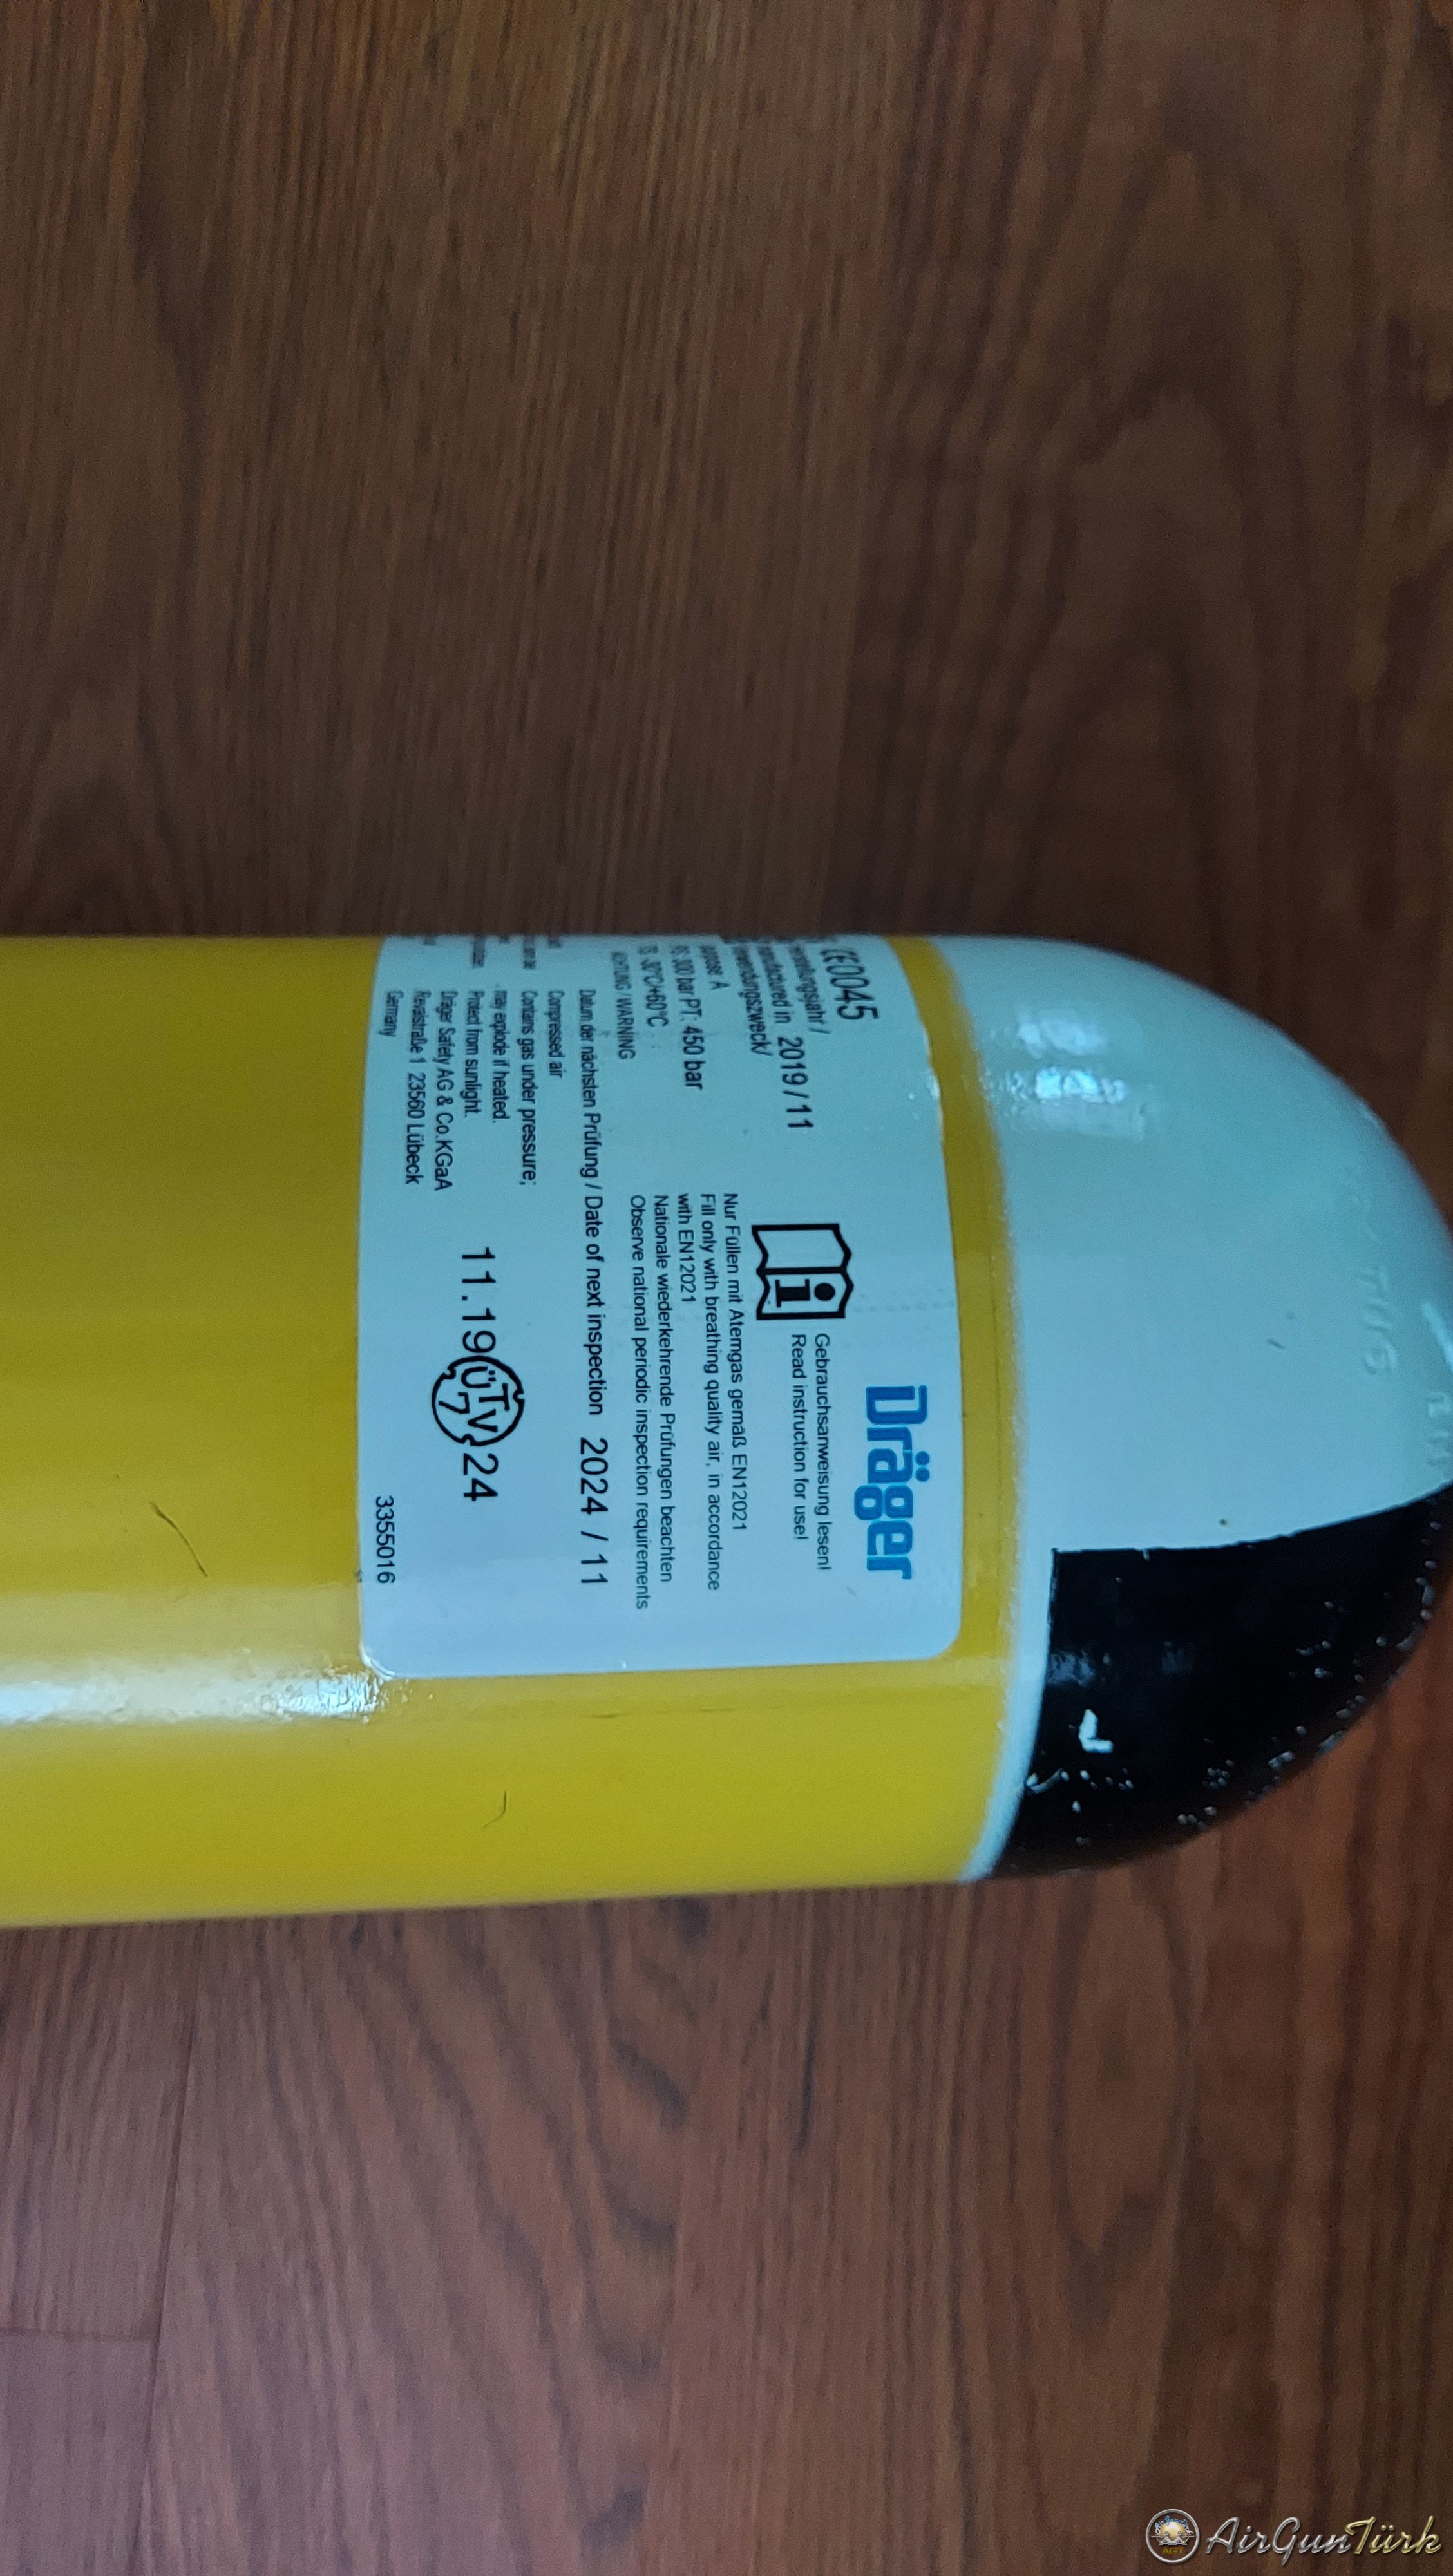 Dräger
CE0045
Gebrauchsanweisung lesen!
Read instruction for use!
manufactured in 2019/11
Nur Füllen mit Atemgas gemäß EN12021
Fill only with breathing quality air, in accordance
with EN12021
Nationale wiederkehrende Prüfungen beachten
Observe national periodic inspection requirements
A
300 bar PT: 450 bar
-30°C/+60°C
ACHTUNG / WARNING
Datum der nächsten Prüfung / Date of next inspection 2024 / 11
Compressed air
Contains gas under pressure;
may explode if heated.
Protect from sunlight.
Dräger Safety AG & Co.KGaA
Revalstraße 1 23560 Lübeck
Germany
11.19 TÜV 7 24
3355016
AirGunTürk